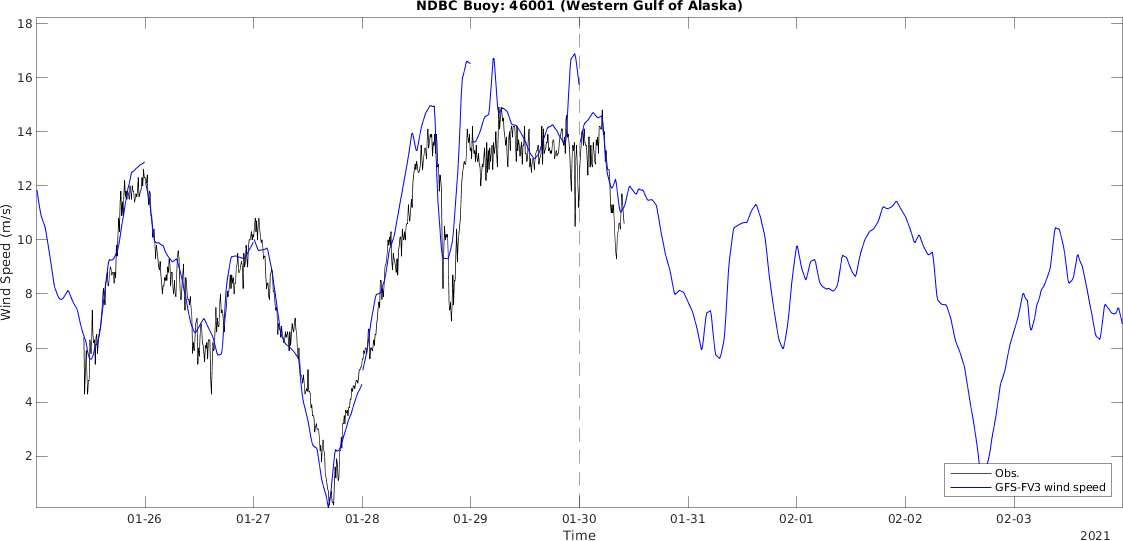 NDBC Buoy: 46001 (Western Gulf of Alaska)
18
16
14
12
10
8
6
4
2
Wind Speed (m/s)
01-26 01-27 01-28 01-29 01-30 01-31 02-01 02-02 02-03
Time
2021
Obs.
GFS-FV3 wind speed